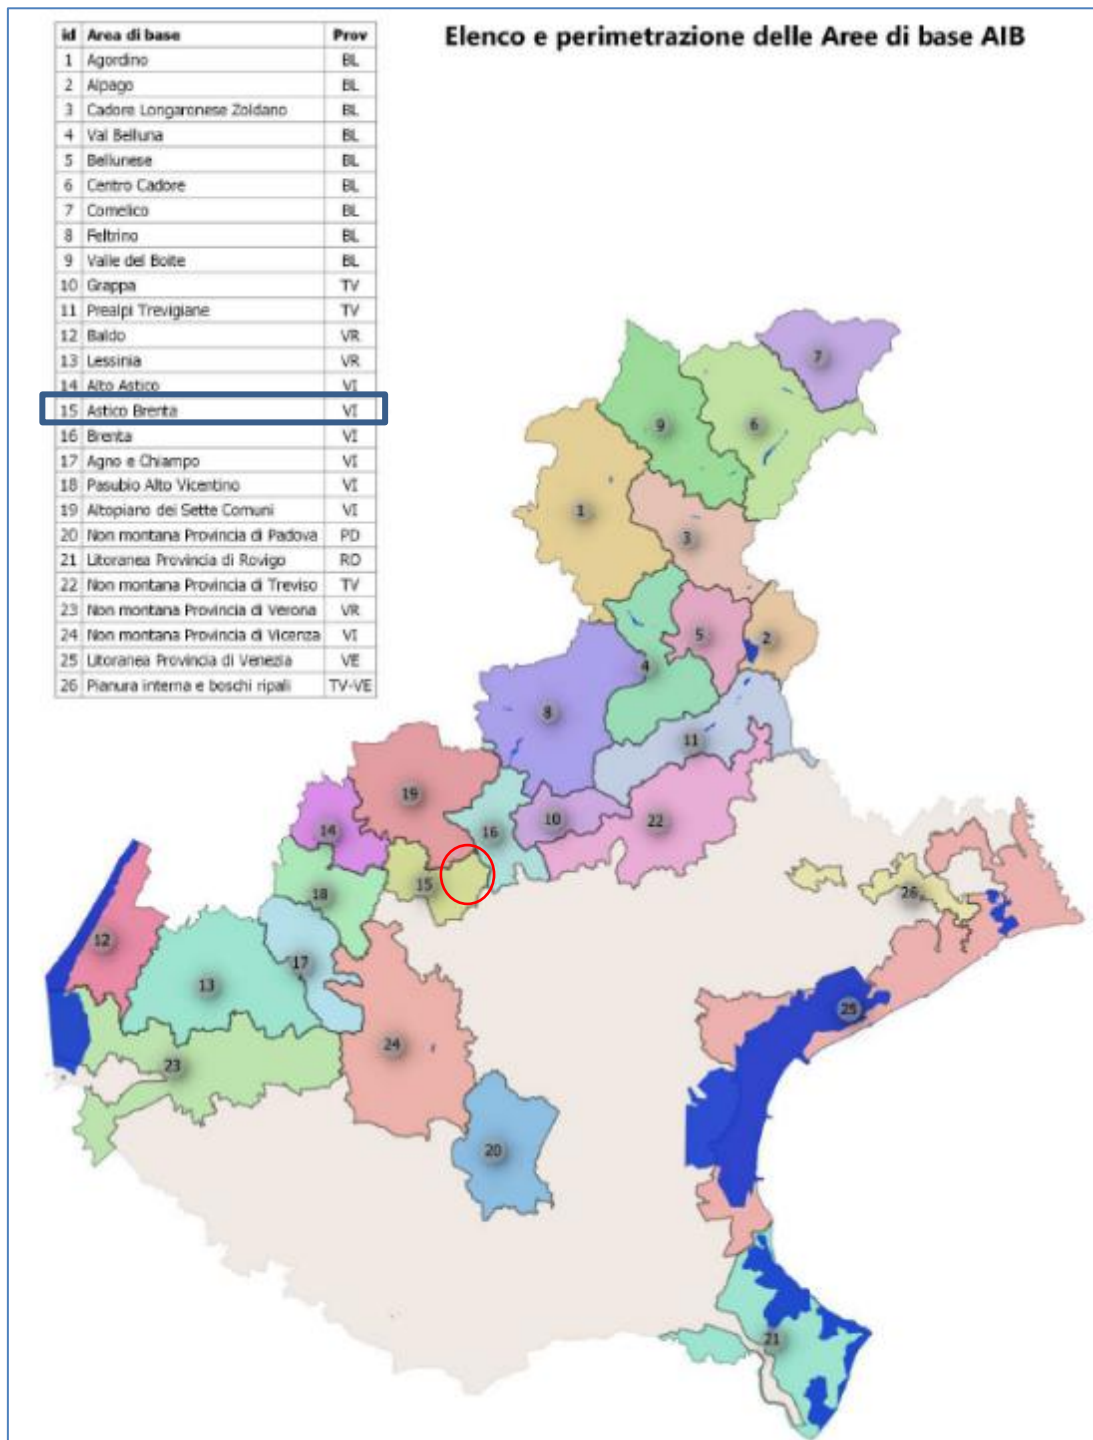 Elenco e perimetrazione delle Aree di base AIB
id Area di base Prov
1 Agordino BL
2 Alpago BL
3 Cadore Longaronese Zoldano BL
4 Val Belluna BL
5 Bellunese BL
6 Centro Cadore BL
7 Comelico BL
8 Feltrino BL
9 Valle del Boite BL
10 Grappa TV
11 Prealpi Trevigiane TV
12 Baldo VR
13 Lessinia VR
14 Alto Astico VI
15 Astico Brenta VI
16 Brenta VI
17 Agno e Chiampo VI
18 Pasubio Alto Vicentino VI
19 Altopiano dei Sette Comuni VI
20 Non montana Provincia di Padova PD
21 Litoranea Provincia di Rovigo RO
22 Non montana Provincia di Treviso TV
23 Non montana Provincia di Verona VR
24 Non montana Provincia di Vicenza VI
25 Litoranea Provincia di Venezia VE
26 Pianura interna e boschi ripali TV-VE
7
9
6
1
3
5
2
4
8
11
19
10
22
14
16
15
18
26
12
17
13
25
24
23
20
21